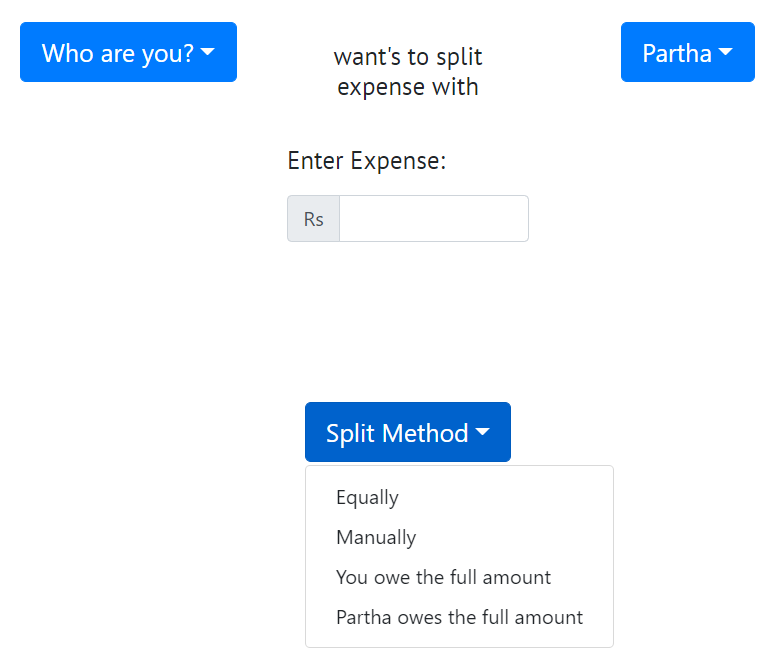 Who are you?
want's to split
expense with
Partha
Enter Expense:
Rs
Split Method
Equally
Manually
You owe the full amount
Partha owes the full amount